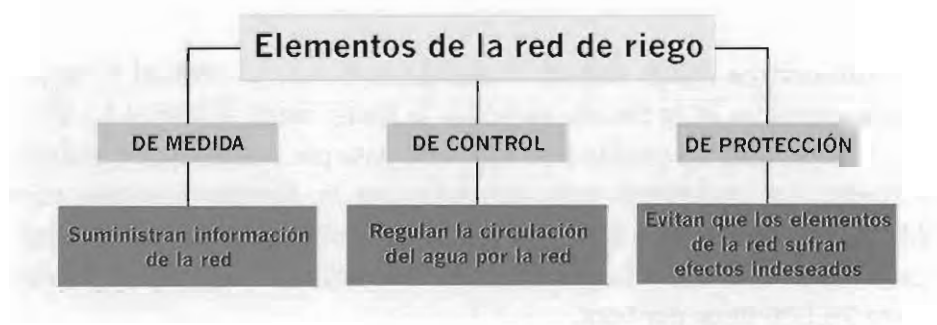 Elementos de la red de riego
DE MEDIDA
DE CONTROL
DE PROTECCIÓN
Suministran información
de la red
Regulan la circulación
del agua por la red
Evitan que los elementos
de la red sufran
efectos indeseados